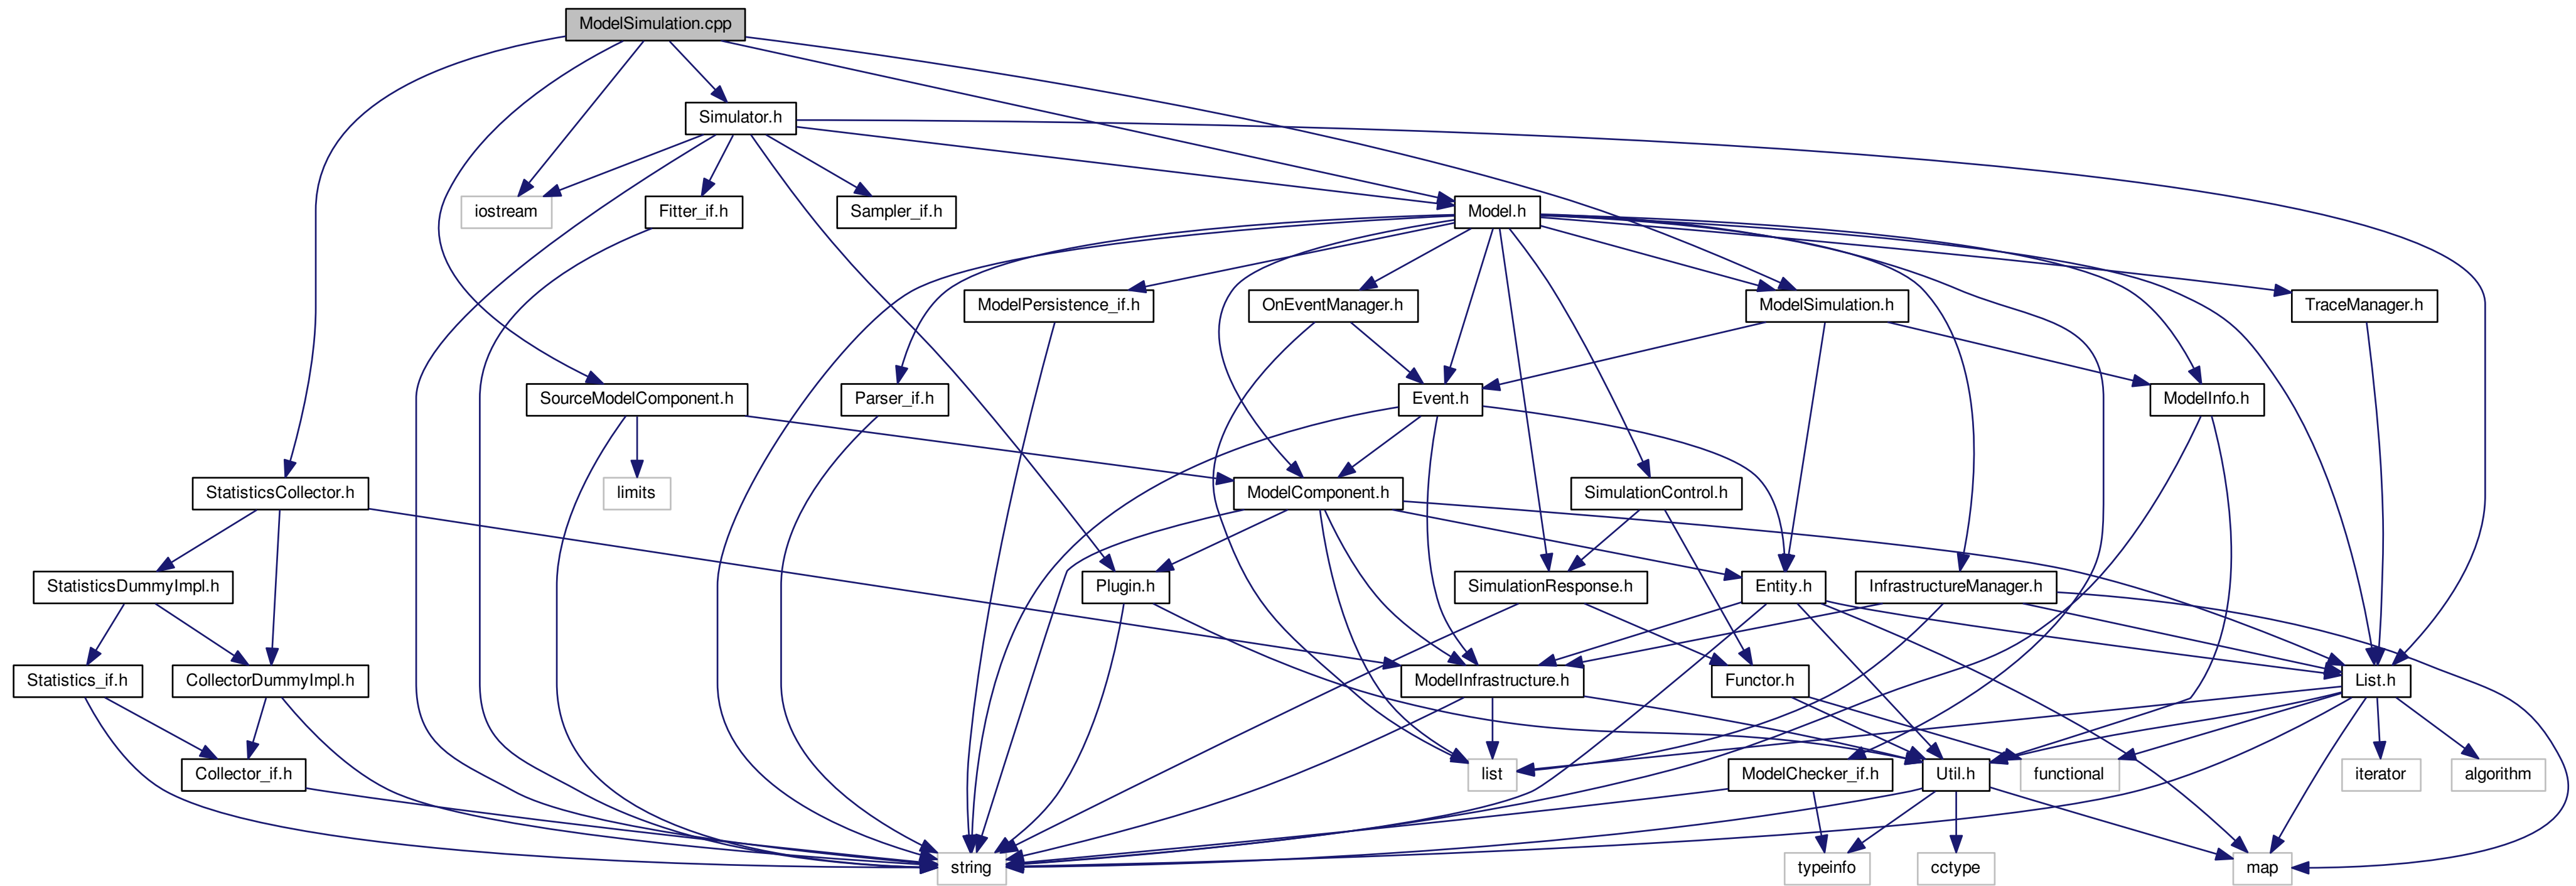 ModelSimulation.cpp
Simulator.h
iostream
Fitter_if.h
Sampler_if.h
Model.h
ModelPersistence_if.h
OnEventManager.h
ModelSimulation.h
TraceManager.h
SourceModelComponent.h
Parser_if.h
Event.h
ModelInfo.h
StatisticsCollector.h
limits
ModelComponent.h
SimulationControl.h
StatisticsDummyImpl.h
Plugin.h
SimulationResponse.h
Entity.h
InfrastructureManager.h
Statistics_if.h
CollectorDummyImpl.h
ModelInfrastructure.h
Functor.h
List.h
Collector_if.h
list
ModelChecker_if.h
Util.h
functional
iterator
algorithm
string
typeinfo
cctype
map